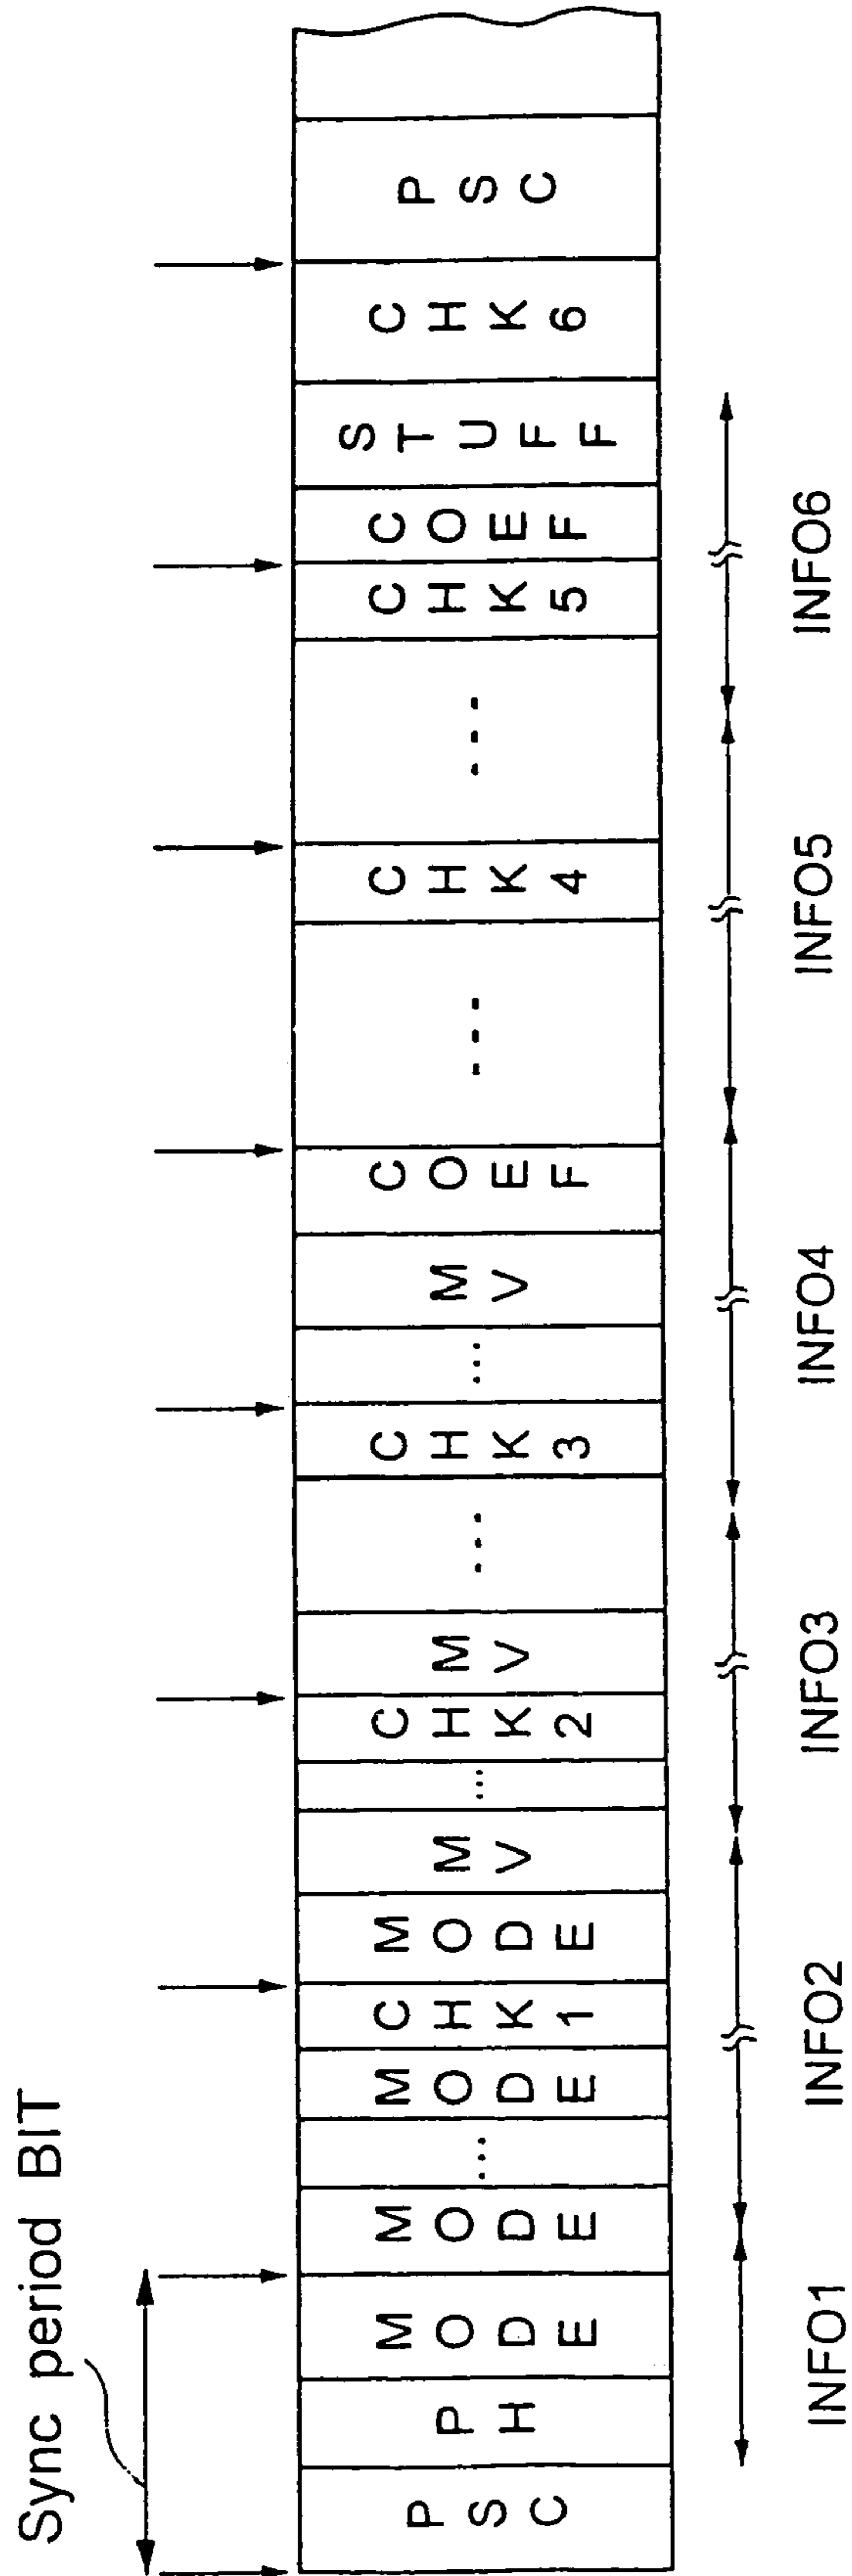 Sync period BIT
PSC
PH
MODE
MODE
...
MODE
CHK1
MODE
MV
...
CHK2
MV
...
CHK3
...
MV
COEF
...
CHK4
...
CHK5
COEF
STUFF
CHK6
PSC
INFO1
INFO2
INFO3
INFO4
INFO5
INFO6